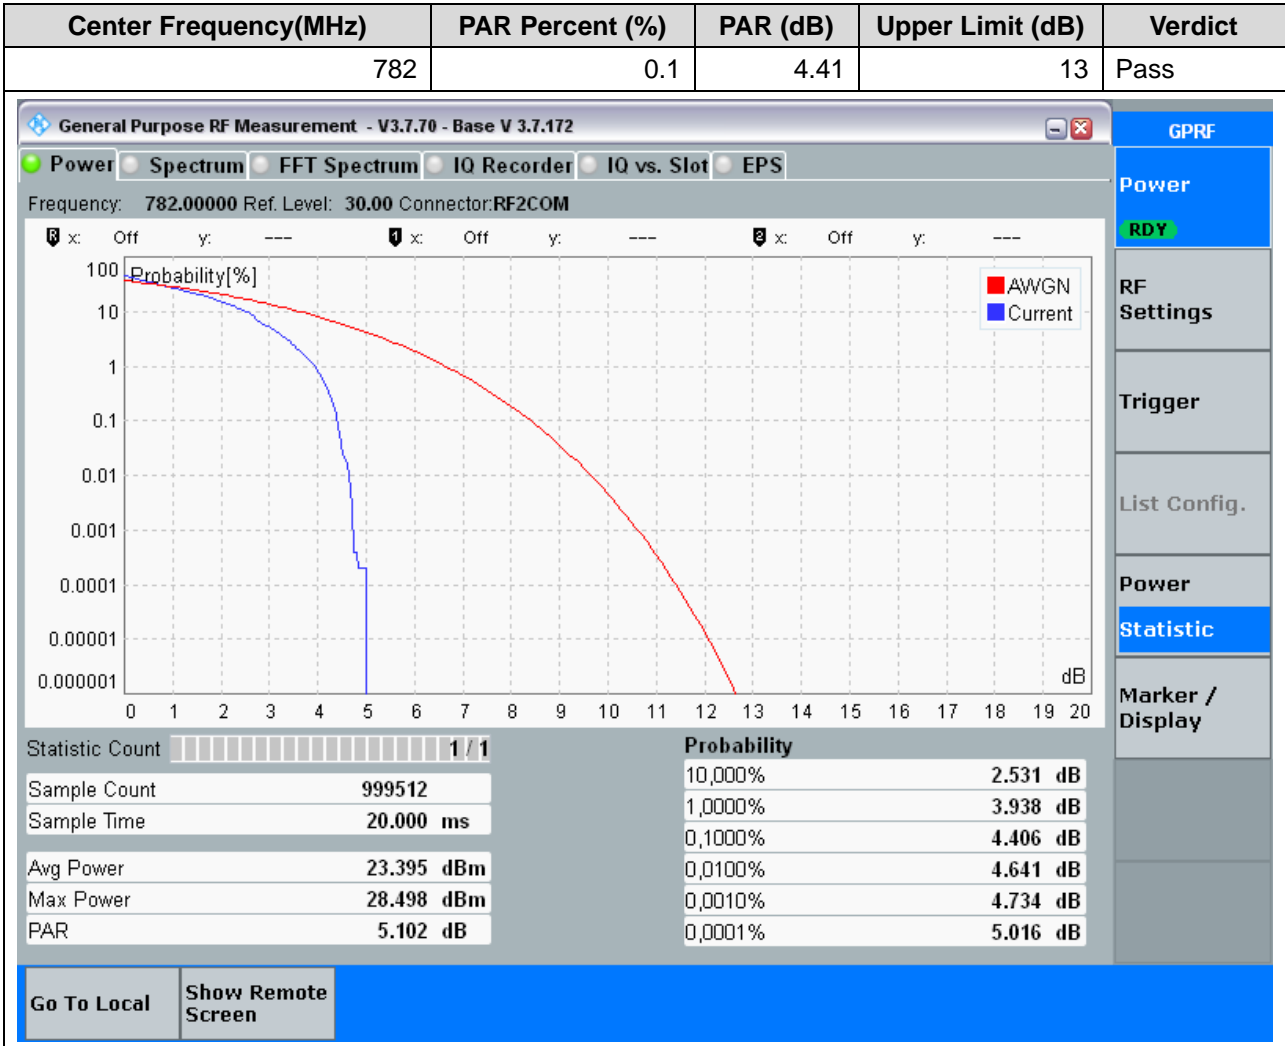 Center Frequency(MHz) PAR Percent (%) PAR (dB) Upper Limit (dB) Verdict
782 0.1 4.41 13 Pass
General Purpose RF Measurement - V3.7.70 - Base V 3.7.172
GPRF
Power Spectrum FFT Spectrum IQ Recorder IQ vs. Slot EPS
Power
RDY
Frequency: 782.00000 Ref. Level: 30.00 Connector:RF2COM
R x: Off y: --- 1 x: Off y: --- 2 x: Off y: ---
Probability[%]
AWGN
Current
100
10
1
0.1
0.01
0.001
0.0001
0.00001
0.000001
dB
0 1 2 3 4 5 6 7 8 9 10 11 12 13 14 15 16 17 18 19 20
RF
Settings
Trigger
List Config.
Power
Statistic
Marker /
Display
Statistic Count 1 / 1
Sample Count 999512
Sample Time 20.000 ms
Avg Power 23.395 dBm
Max Power 28.498 dBm
PAR 5.102 dB
Probability
10,000% 2.531 dB
1,0000% 3.938 dB
0,1000% 4.406 dB
0,0100% 4.641 dB
0,0010% 4.734 dB
0,0001% 5.016 dB
Go To Local
Show Remote
Screen